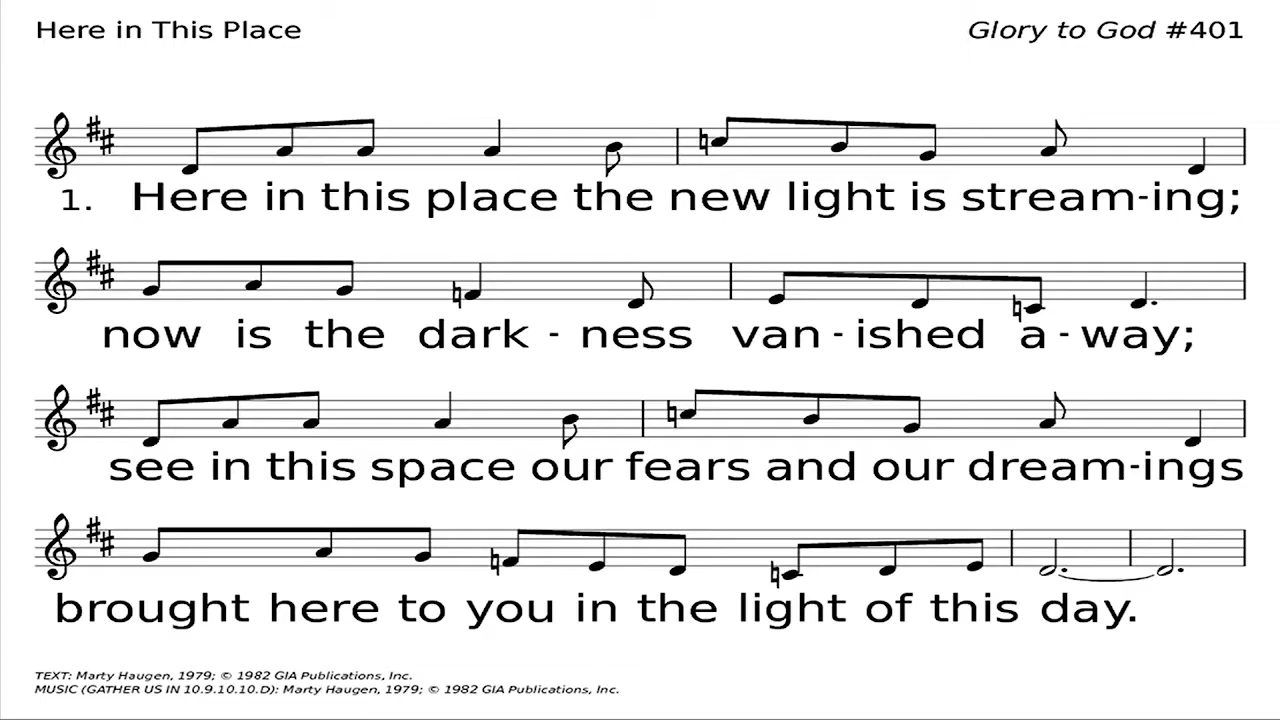 Here in This Place
Glory to God #401
1. Here in this place the new light is stream-ing;
now is the dark - ness van - ished a - way;
see in this space our fears and our dream-ings
brought here to you in the light of this day.
TEXT: Marty Haugen, 1979; © 1982 GIA Publications, Inc.
MUSIC (GATHER US IN 10.9.10.10.D): Marty Haugen, 1979; © 1982 GIA Publications, Inc.